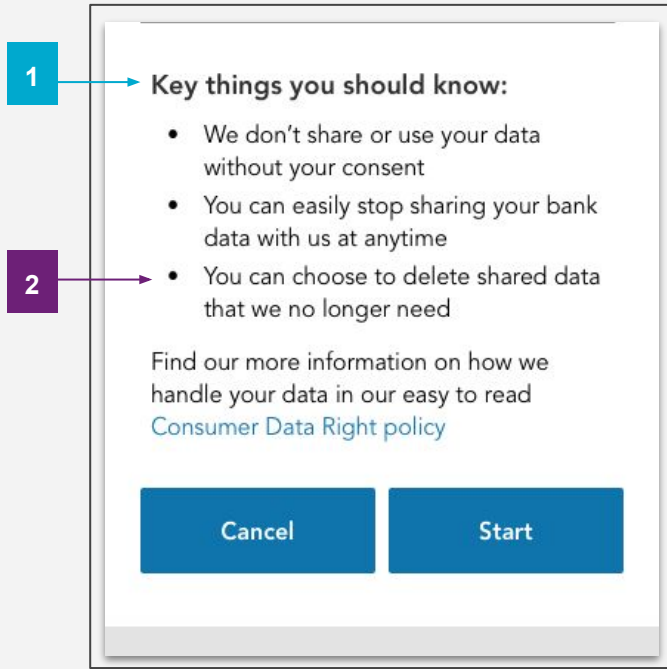 1
Key things you should know:
• We don’t share or use your data
without your consent
• You can easily stop sharing your bank
data with us at anytime
2
• You can choose to delete shared data
that we no longer need
Find our more information on how we
handle your data in our easy to read
Consumer Data Right policy
Cancel Start